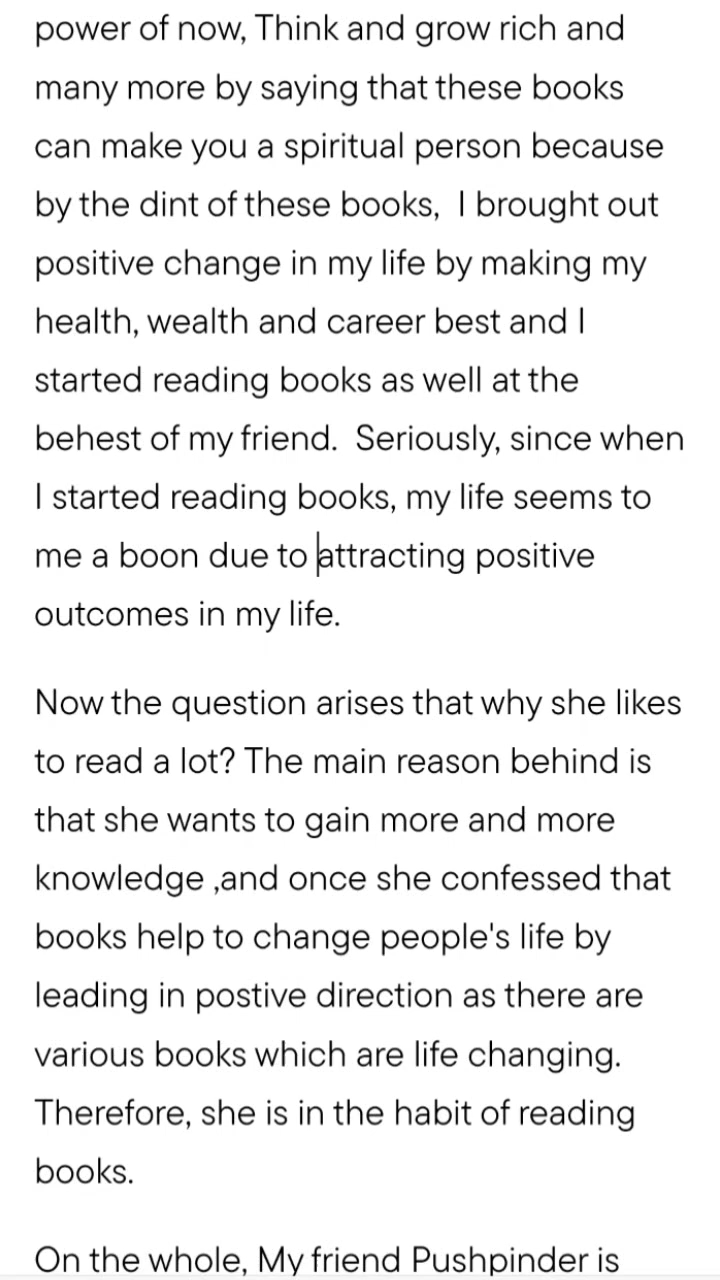 power of now, Think and grow rich and
many more by saying that these books
can make you a spiritual person because
by the dint of these books,  I brought out
positive change in my life by making my
health, wealth and career best and I
started reading books as well at the
behest of my friend.  Seriously, since when
I started reading books, my life seems to
me a boon due to attracting positive
outcomes in my life.
Now the question arises that why she likes
to read a lot? The main reason behind is
that she wants to gain more and more
knowledge ,and once she confessed that
books help to change people's life by
leading in postive direction as there are
various books which are life changing.
Therefore, she is in the habit of reading
books.
On the whole, My friend Pushpinder is